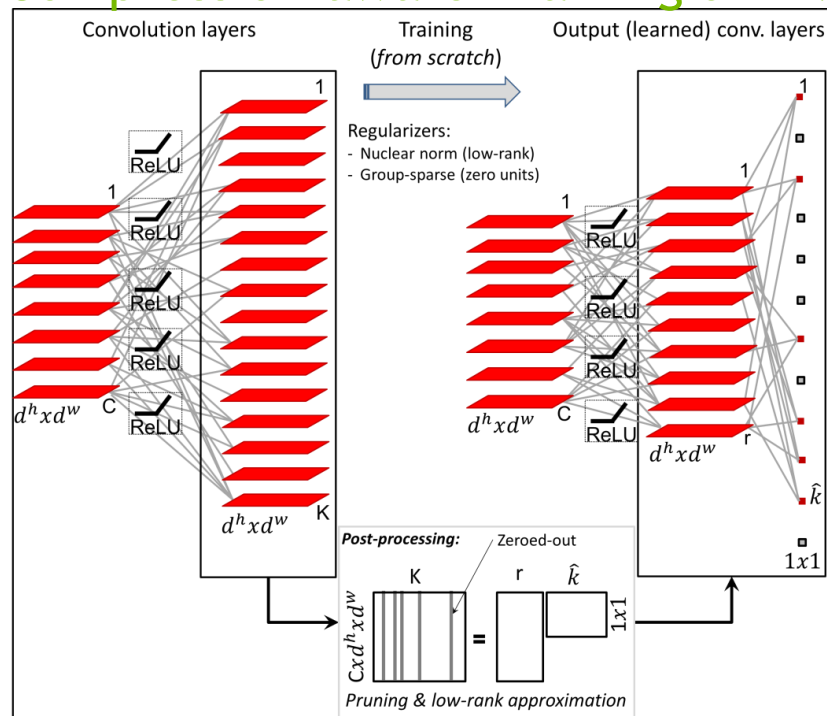 Convolution layers
Training
(from scratch)
Output (learned) conv. layers
1
ReLU
1
ReLU
ReLU
ReLU
ReLU
C
d^h x d^w
K
d^h x d^w
Regularizers:
- Nuclear norm (low-rank)
- Group-sparse (zero units)
1
ReLU
ReLU
ReLU
ReLU
C
d^h x d^w
1
r
d^h x d^w
1
k̂
1x1
Post-processing:
Zeroed-out
K
r
k̂
Cxd^h x d^w
=
1x1
Pruning & low-rank approximation